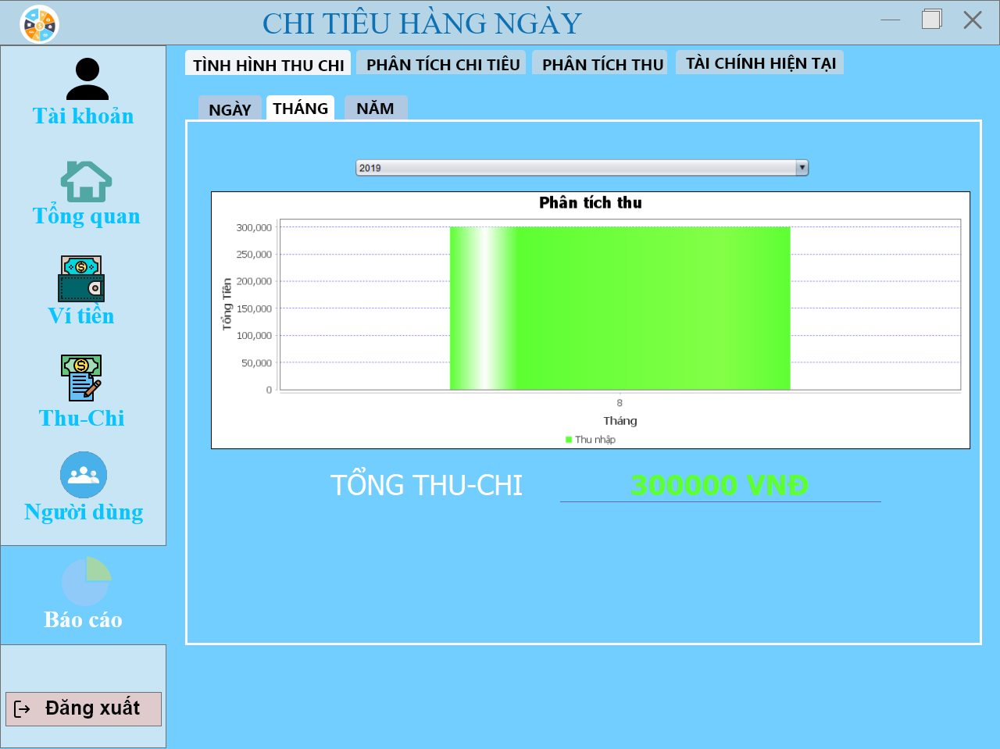 CHI TIÊU HÀNG NGÀY
Tài khoản
Tổng quan
Ví tiền
Thu-Chi
Người dùng
Báo cáo
Đăng xuất
TÌNH HÌNH THU CHI
PHÂN TÍCH CHI TIÊU
PHÂN TÍCH THU
TÀI CHÍNH HIỆN TẠI
NGÀY
THÁNG
NĂM
2019
Phân tích thu
Tổng Tiền
300,000
250,000
200,000
150,000
100,000
50,000
0
8
Tháng
Thu nhập
TỔNG THU-CHI
300000 VNĐ